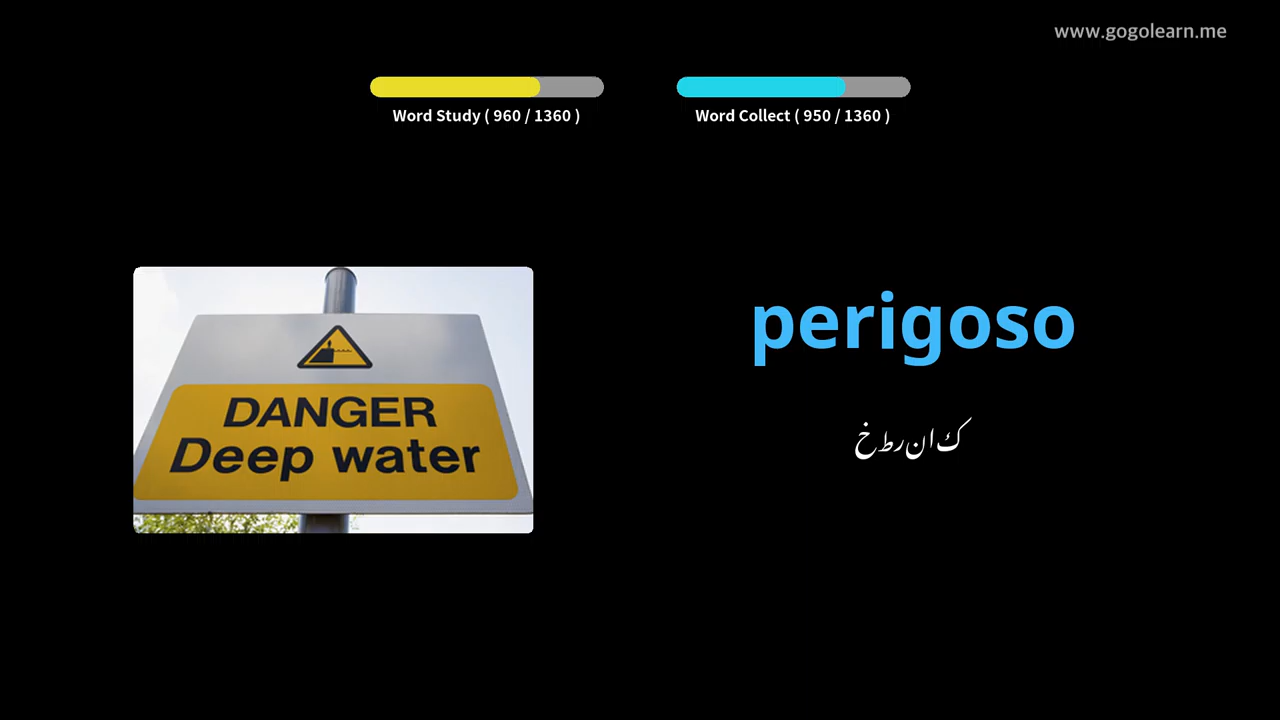 www.gogolearn.me
Word Study ( 960 / 1360 )
Word Collect ( 950 / 1360 )
DANGER
Deep water
perigoso
خطرناک